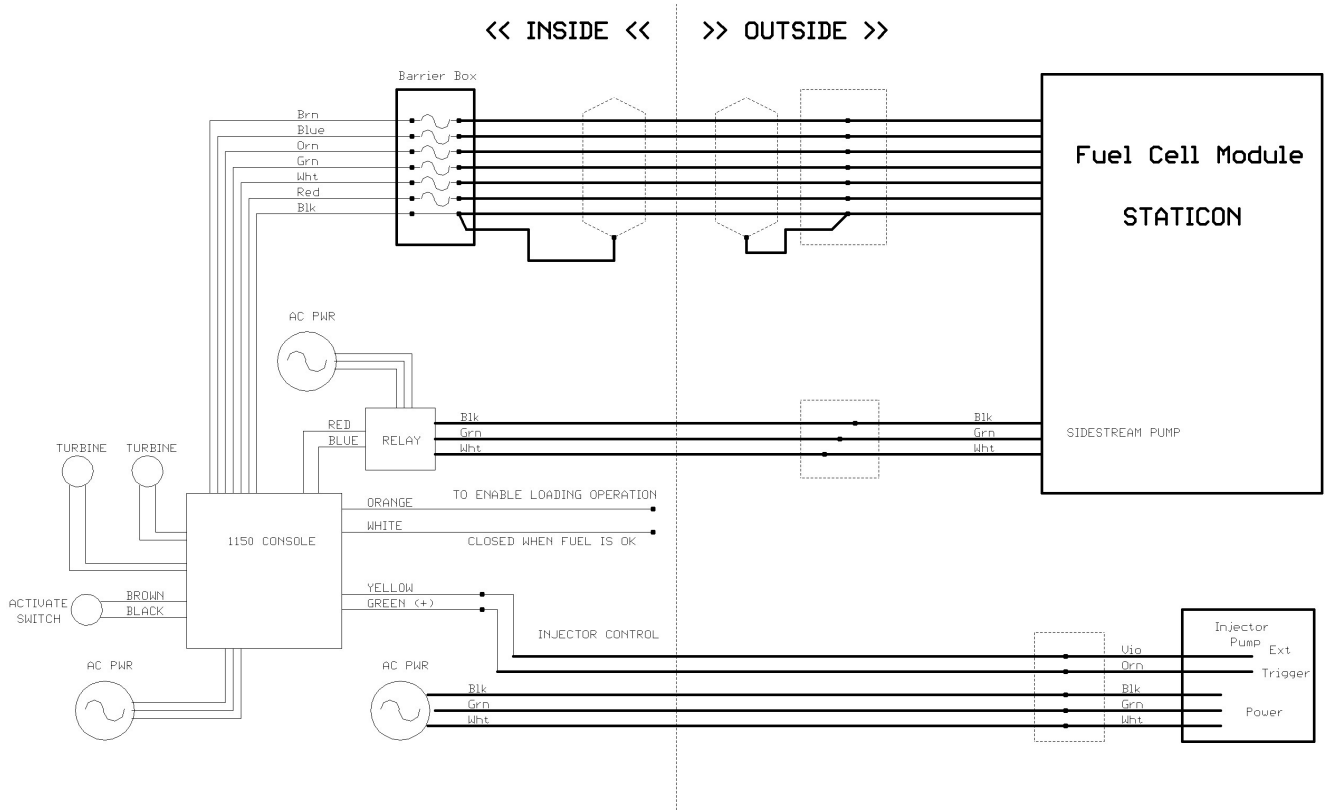 << INSIDE <<
>> OUTSIDE >>
Barrier Box
Brn
Blue
Orn
Grn
Wht
Red
Blk
Fuel Cell Module
STATICON
AC PWR
RED
BLUE
RELAY
Blk
Grn
Wht
Blk
Grn
Wht
SIDESTREAM PUMP
TURBINE
TURBINE
1150 CONSOLE
ORANGE
TO ENABLE LOADING OPERATION
WHITE
CLOSED WHEN FUEL IS OK
YELLOW
GREEN (+)
INJECTOR CONTROL
ACTIVATE
SWITCH
BROWN
BLACK
AC PWR
AC PWR
Blk
Grn
Wht
Vio
Orn
Blk
Grn
Wht
Injector
Pump
Ext
Trigger
Power